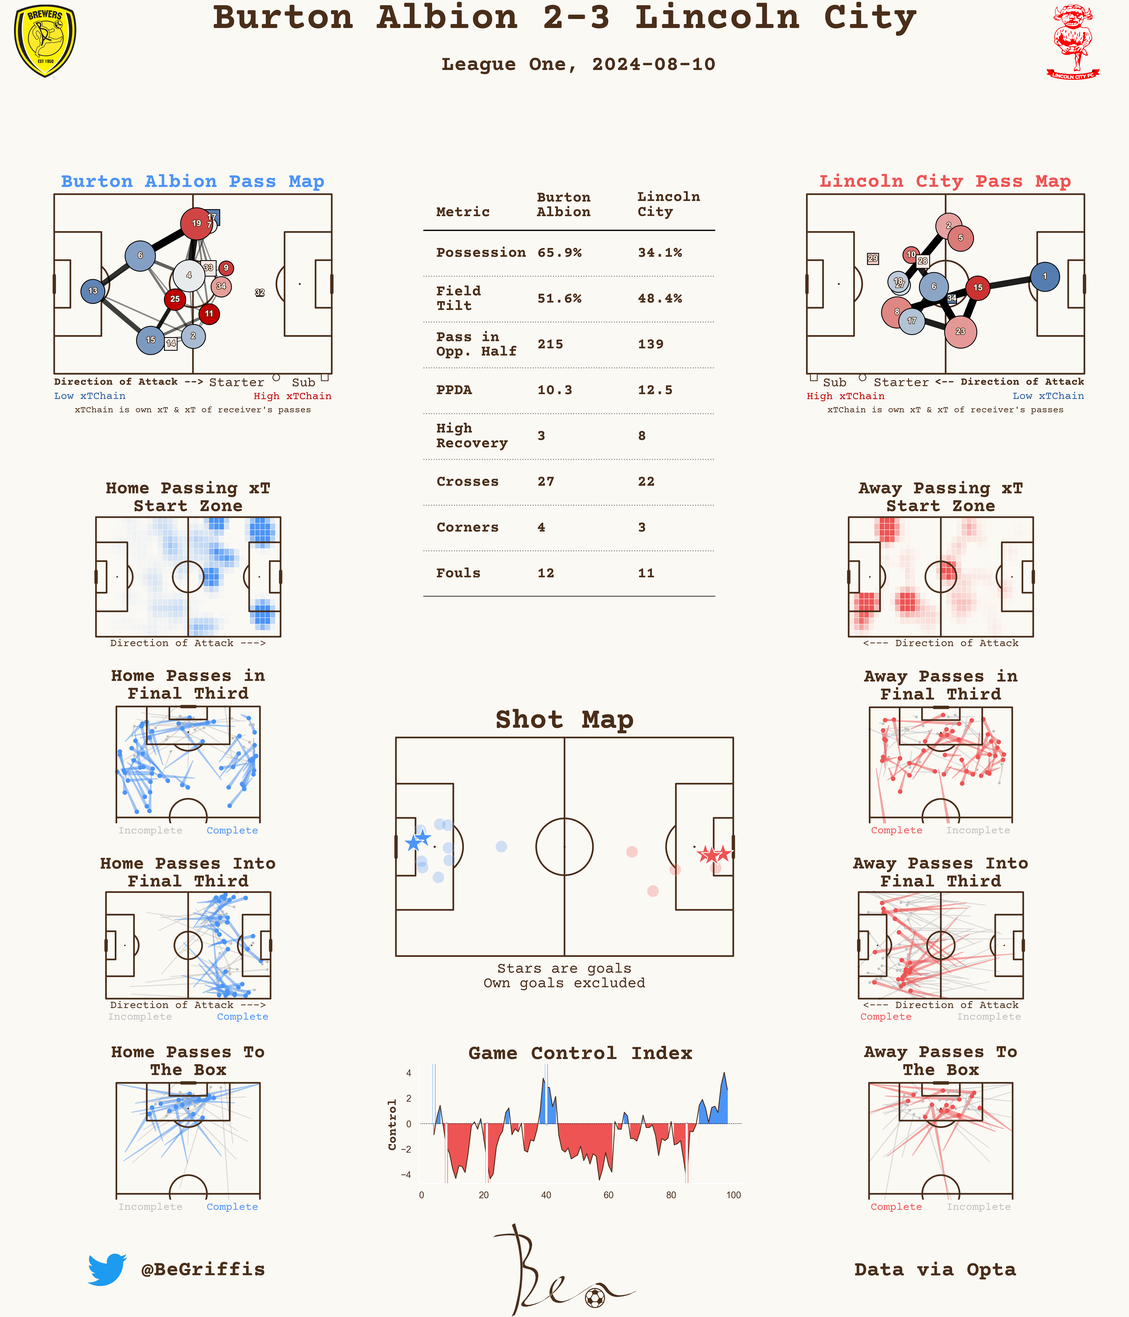 Burton Albion 2-3 Lincoln City
League One, 2024-08-10
BREWERS
BURTON ALBION
EST 1950
LINCOLN CITY FC
Burton Albion Pass Map
19
17
7
6
4
33
9
34
32
13
25
11
15
14
2
Direction of Attack --> Starter Sub
Low xTChain High xTChain
xTChain is own xT & xT of receiver's passes
Metric Burton Albion Lincoln City
Possession 65.9% 34.1%
Field Tilt 51.6% 48.4%
Pass in Opp. Half 215 139
PPDA 10.3 12.5
High Recovery 3 8
Crosses 27 22
Corners 4 3
Fouls 12 11
Lincoln City Pass Map
2
5
10
28
18
6
15
1
8
17
23
Sub Starter <-- Direction of Attack
High xTChain Low xTChain
xTChain is own xT & xT of receiver's passes
Home Passing xT
Start Zone
Direction of Attack --->
Away Passing xT
Start Zone
<--- Direction of Attack
Home Passes in
Final Third
Incomplete Complete
Away Passes in
Final Third
Complete Incomplete
Shot Map
Stars are goals
Own goals excluded
Home Passes Into
Final Third
Direction of Attack --->
Incomplete Complete
Away Passes Into
Final Third
<--- Direction of Attack
Complete Incomplete
Home Passes To
The Box
Incomplete Complete
Game Control Index
Control
4
2
0
−2
−4
0 20 40 60 80 100
Away Passes To
The Box
Complete Incomplete
@BeGriffis
Bea
Data via Opta